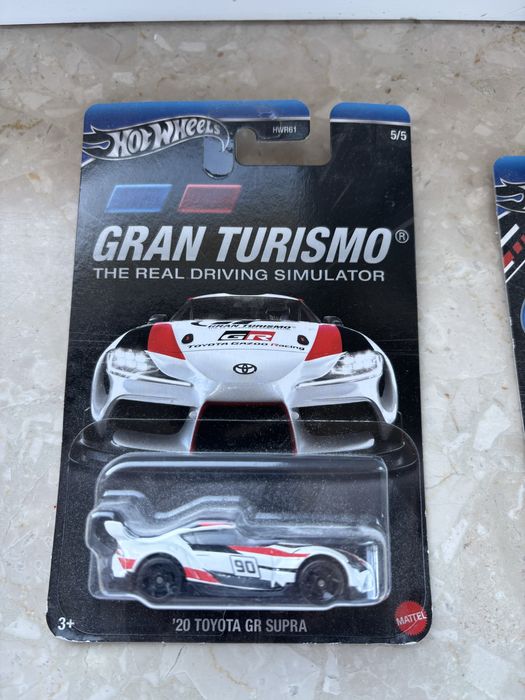 Hot Wheels
HWR61
5/5
GRAN TURISMO®
THE REAL DRIVING SIMULATOR
GRAN TURISMO
GR
TOYOTA GAZOO Racing
90
'20 TOYOTA GR SUPRA
3+
MATTEL